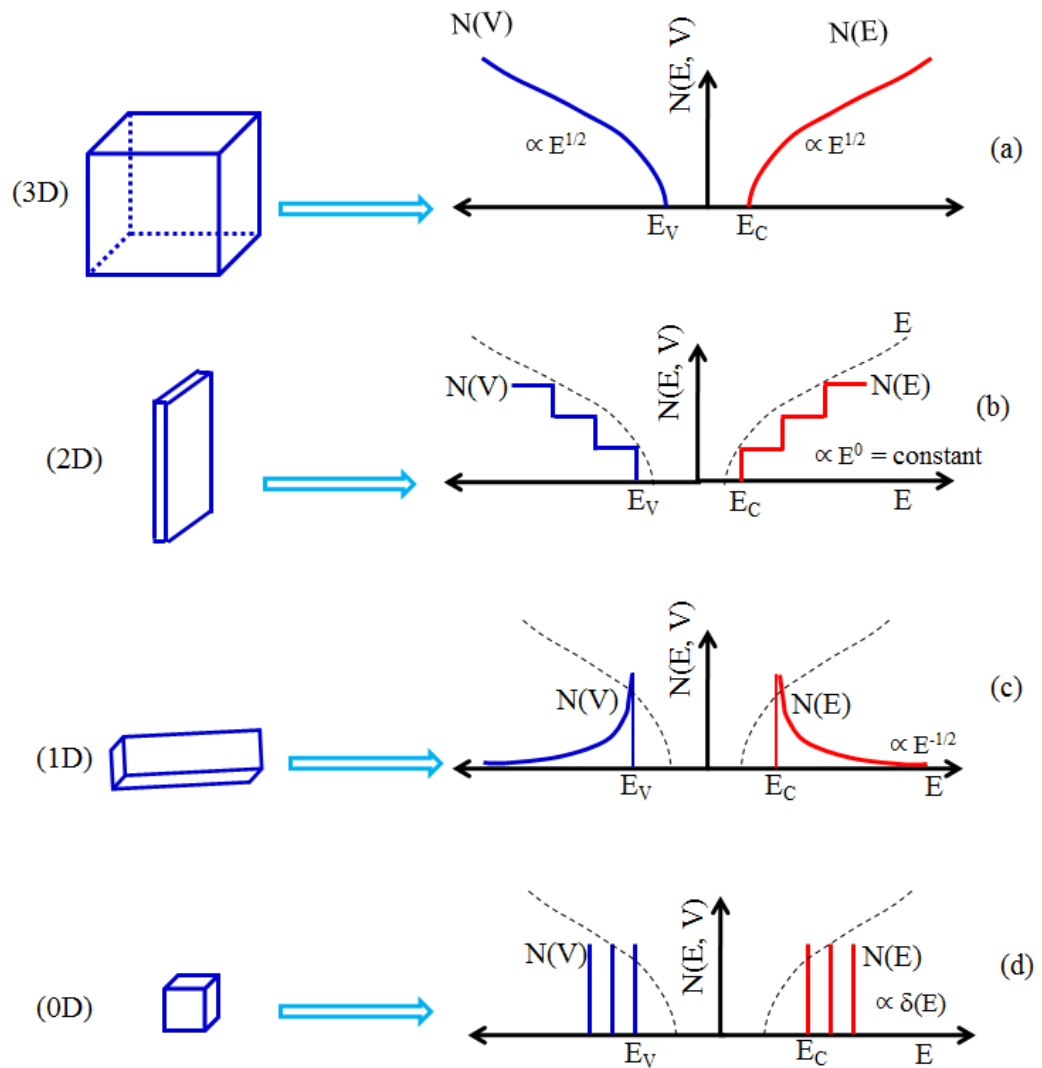 N(V)
N(E)
N(E, V)
(3D)
∝ E^{1/2}
∝ E^{1/2}
(a)
E_V
E_C
N(E, V)
E
N(V)
N(E)
(b)
(2D)
∝ E^0 = constant
E_V
E_C
E
N(E, V)
(c)
N(V)
N(E)
(1D)
∝ E^{-1/2}
E_V
E_C
E
N(E, V)
N(V)
N(E)
(d)
(0D)
∝ δ(E)
E_V
E_C
E